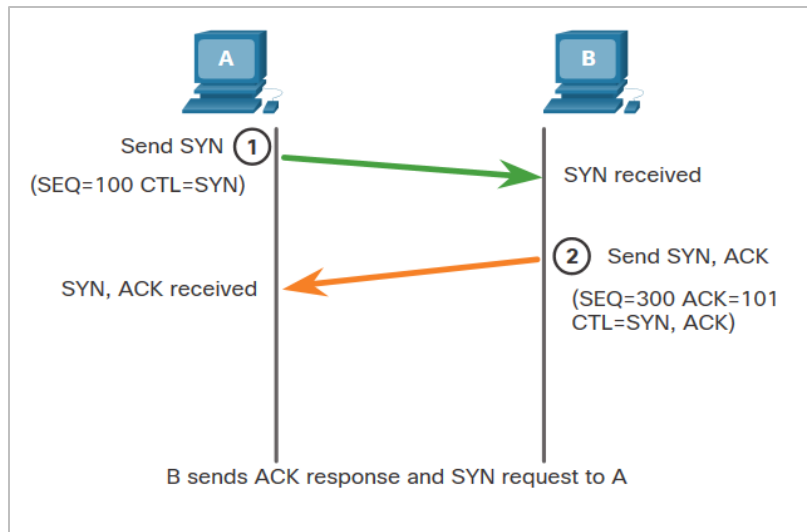 A
B
Send SYN 1
(SEQ=100 CTL=SYN)
SYN received
2 Send SYN, ACK
SYN, ACK received
(SEQ=300 ACK=101
CTL=SYN, ACK)
B sends ACK response and SYN request to A